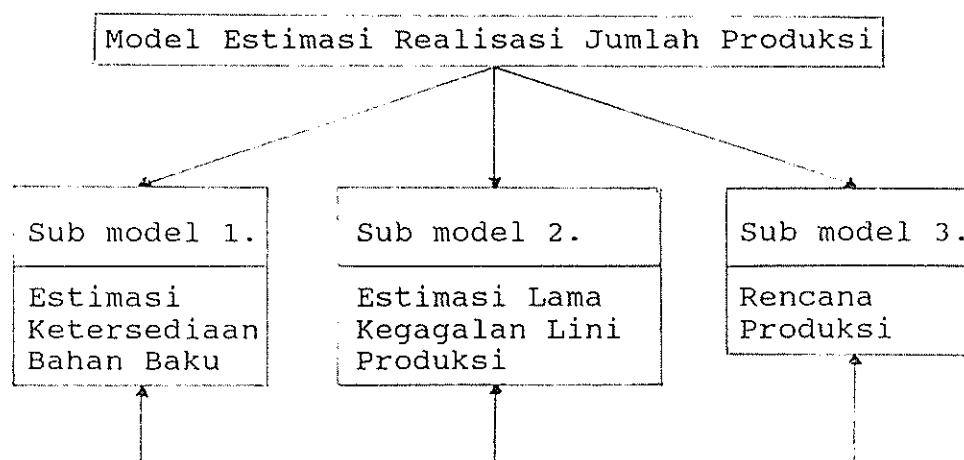 Model Estimasi Realisasi Jumlah Produksi
Sub model 1.
Estimasi
Ketersediaan
Bahan Baku
Sub model 2.
Estimasi Lama
Kegagalan Lini
Produksi
Sub model 3.
Rencana
Produksi